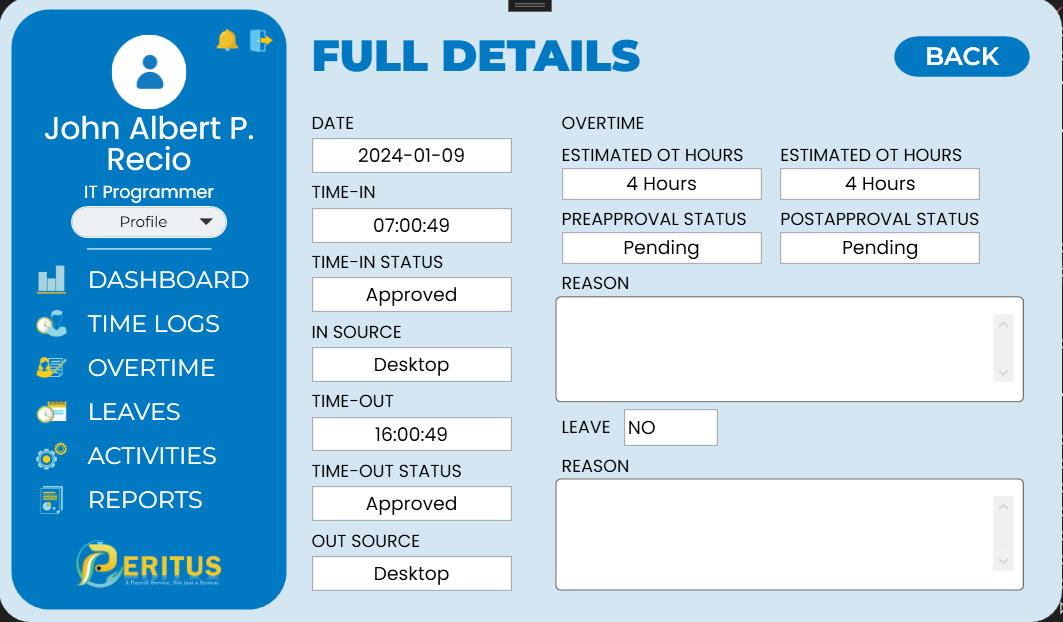 John Albert P.
Recio
IT Programmer
Profile
DASHBOARD
TIME LOGS
OVERTIME
LEAVES
ACTIVITIES
REPORTS
PERITUS
A Payroll Service, Not just a System
FULL DETAILS
BACK
DATE
2024-01-09
TIME-IN
07:00:49
TIME-IN STATUS
Approved
IN SOURCE
Desktop
TIME-OUT
16:00:49
TIME-OUT STATUS
Approved
OUT SOURCE
Desktop
OVERTIME
ESTIMATED OT HOURS
4 Hours
ESTIMATED OT HOURS
4 Hours
PREAPPROVAL STATUS
Pending
POSTAPPROVAL STATUS
Pending
REASON
LEAVE NO
REASON